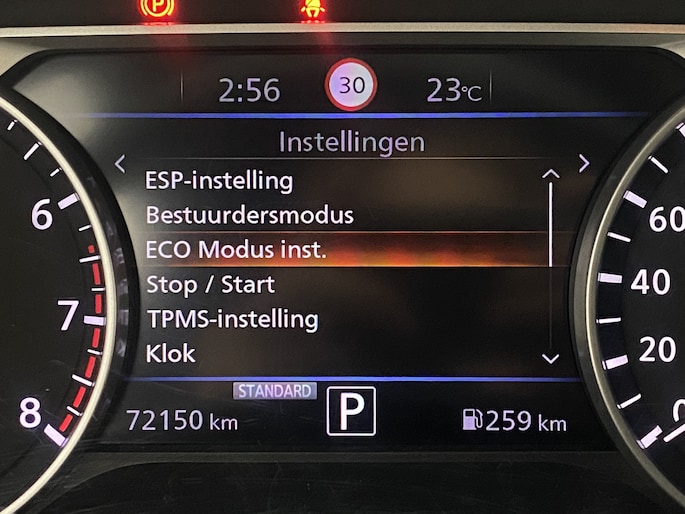 P
2:56 30 23°C
Instellingen
ESP-instelling
Bestuurdersmodus
ECO Modus inst.
Stop / Start
TPMS-instelling
Klok
STANDARD
72150 km P 259 km
6
7
8
60
40
20
0